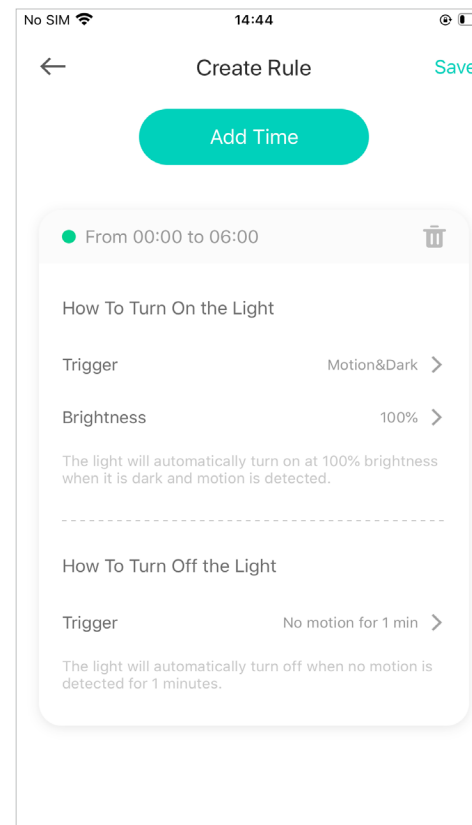 No SIM 14:44
Create Rule Save
Add Time
From 00:00 to 06:00
How To Turn On the Light
Trigger Motion&Dark
Brightness 100%
The light will automatically turn on at 100% brightness
when it is dark and motion is detected.
How To Turn Off the Light
Trigger No motion for 1 min
The light will automatically turn off when no motion is
detected for 1 minutes.